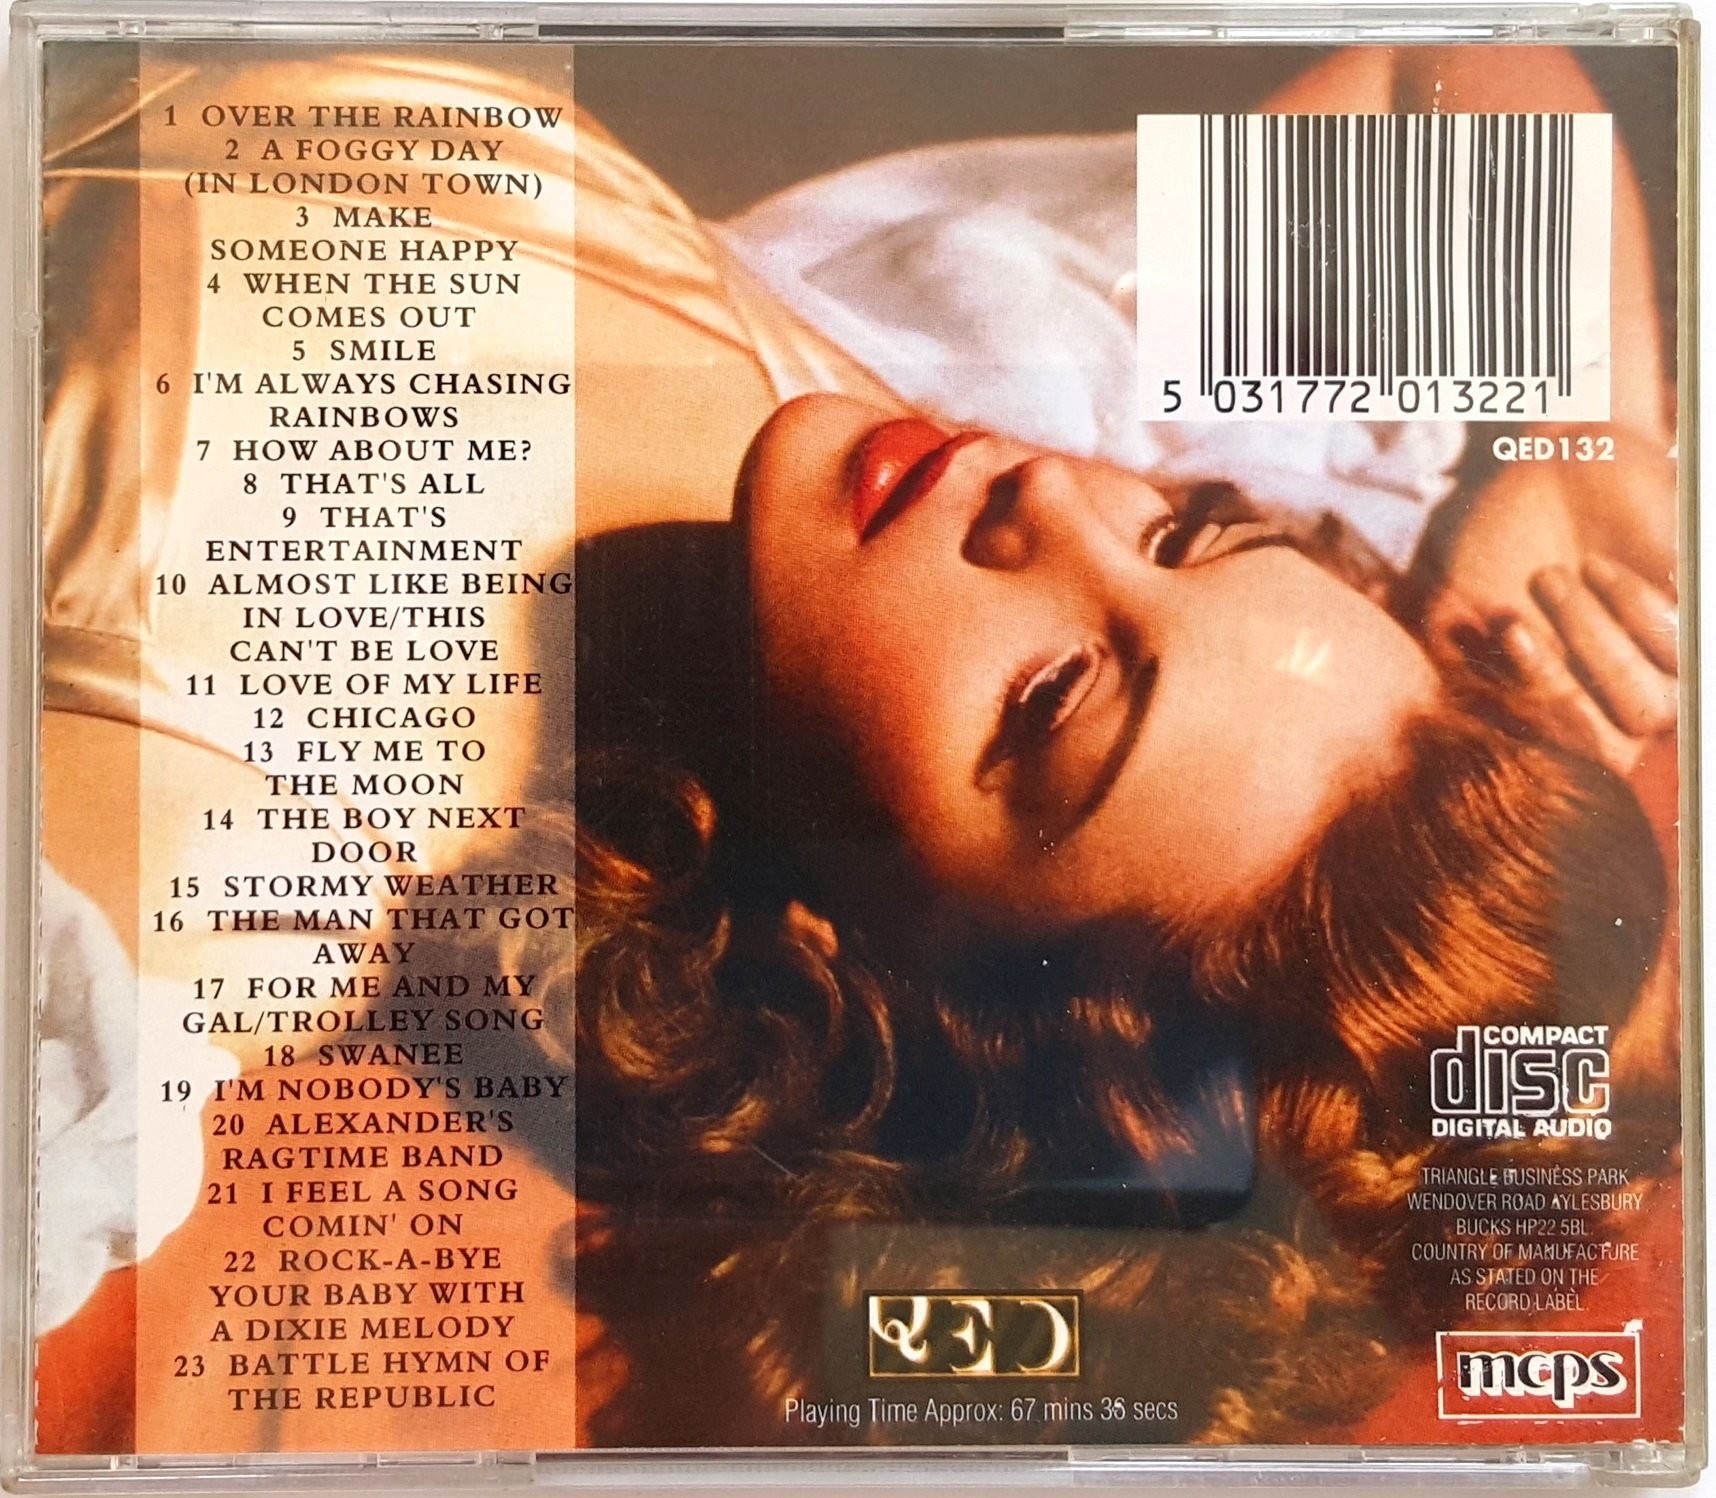 1 OVER THE RAINBOW
2 A FOGGY DAY
(IN LONDON TOWN)
3 MAKE
SOMEONE HAPPY
4 WHEN THE SUN
COMES OUT
5 SMILE
6 I'M ALWAYS CHASING
RAINBOWS
7 HOW ABOUT ME?
8 THAT'S ALL
9 THAT'S
ENTERTAINMENT
10 ALMOST LIKE BEING
IN LOVE/THIS
CAN'T BE LOVE
11 LOVE OF MY LIFE
12 CHICAGO
13 FLY ME TO
THE MOON
14 THE BOY NEXT
DOOR
15 STORMY WEATHER
16 THE MAN THAT GOT
AWAY
17 FOR ME AND MY
GAL/TROLLEY SONG
18 SWANEE
19 I'M NOBODY'S BABY
20 ALEXANDER'S
RAGTIME BAND
21 I FEEL A SONG
COMIN' ON
22 ROCK-A-BYE
YOUR BABY WITH
A DIXIE MELODY
23 BATTLE HYMN OF
THE REPUBLIC
5 031772 013221
QED132
COMPACT
disc
DIGITAL AUDIO
TRIANGLE BUSINESS PARK
WENDOVER ROAD AYLESBURY
BUCKS HP22 5BL.
COUNTRY OF MANUFACTURE
AS STATED ON THE
RECORD LABEL.
mcps
QED
Playing Time Approx: 67 mins 36 secs